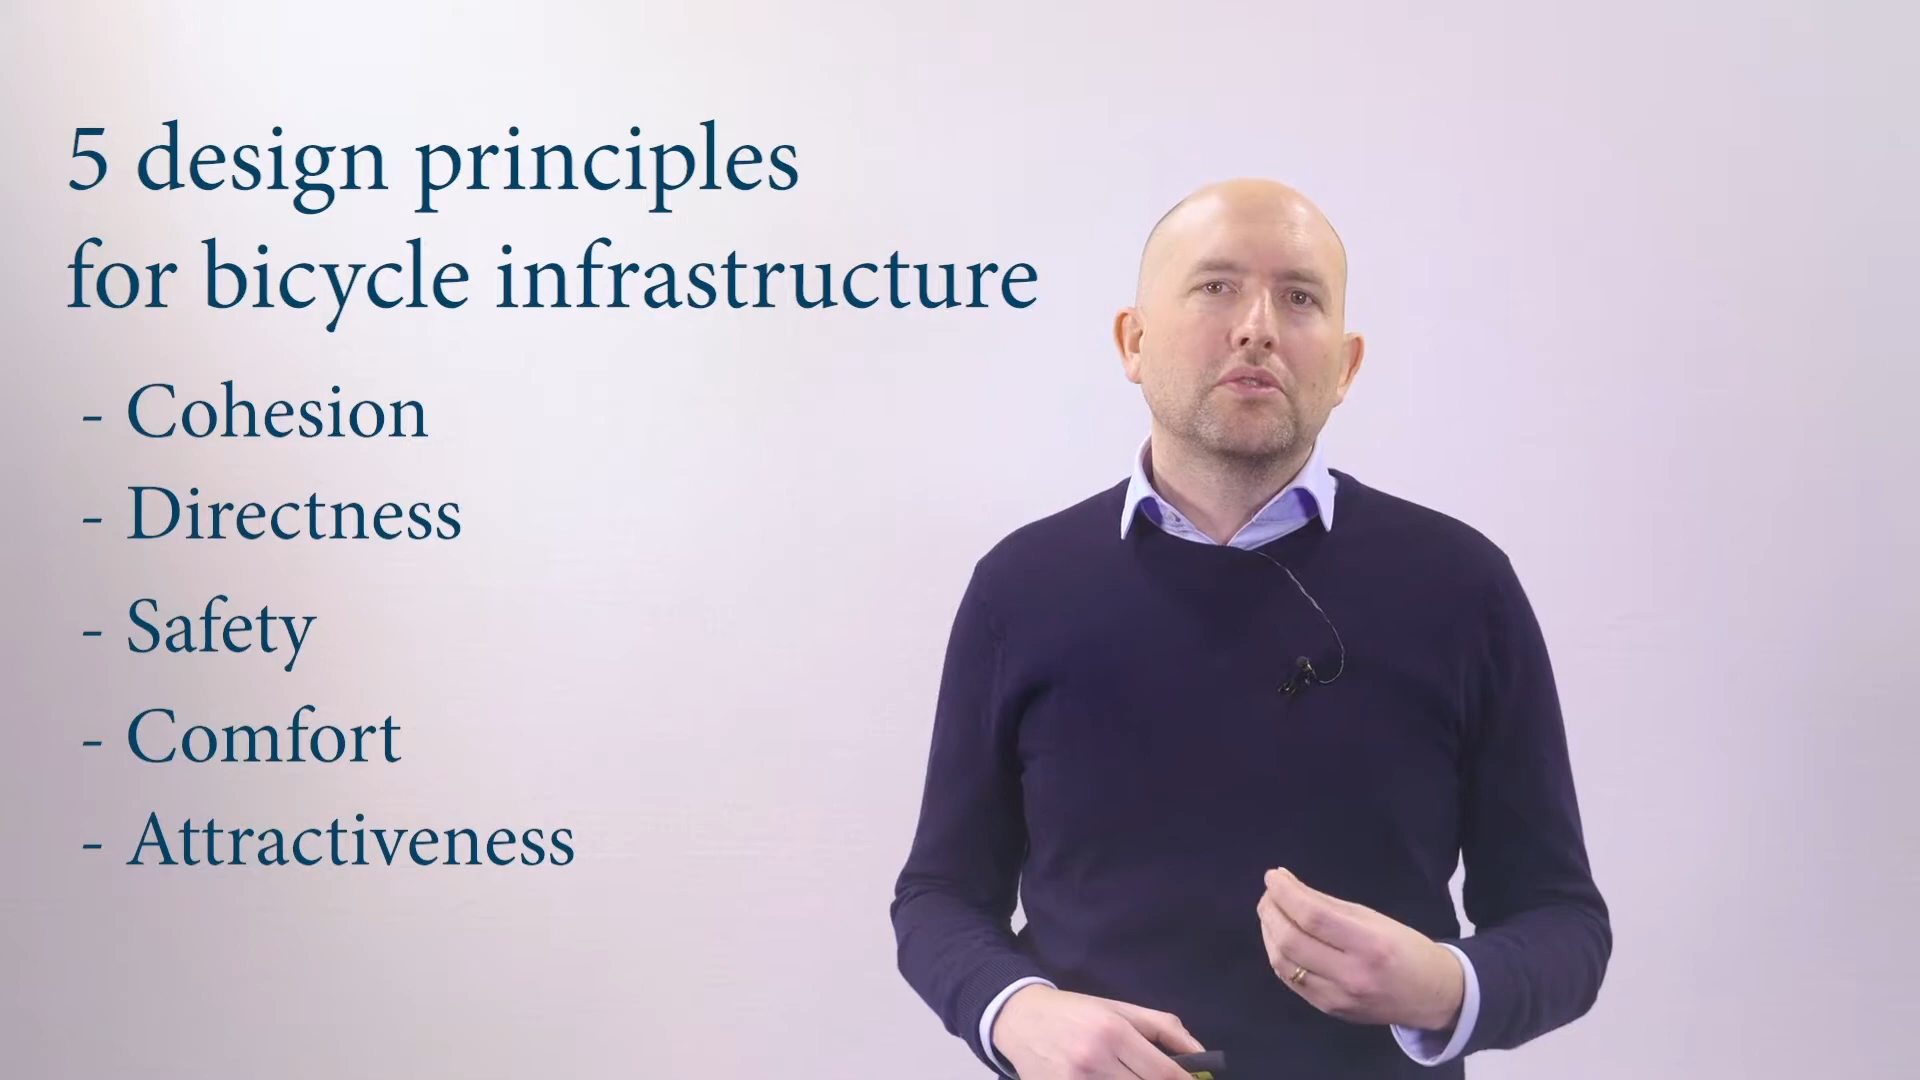 5 design principles
for bicycle infrastructure
- Cohesion
- Directness
- Safety
- Comfort
- Attractiveness